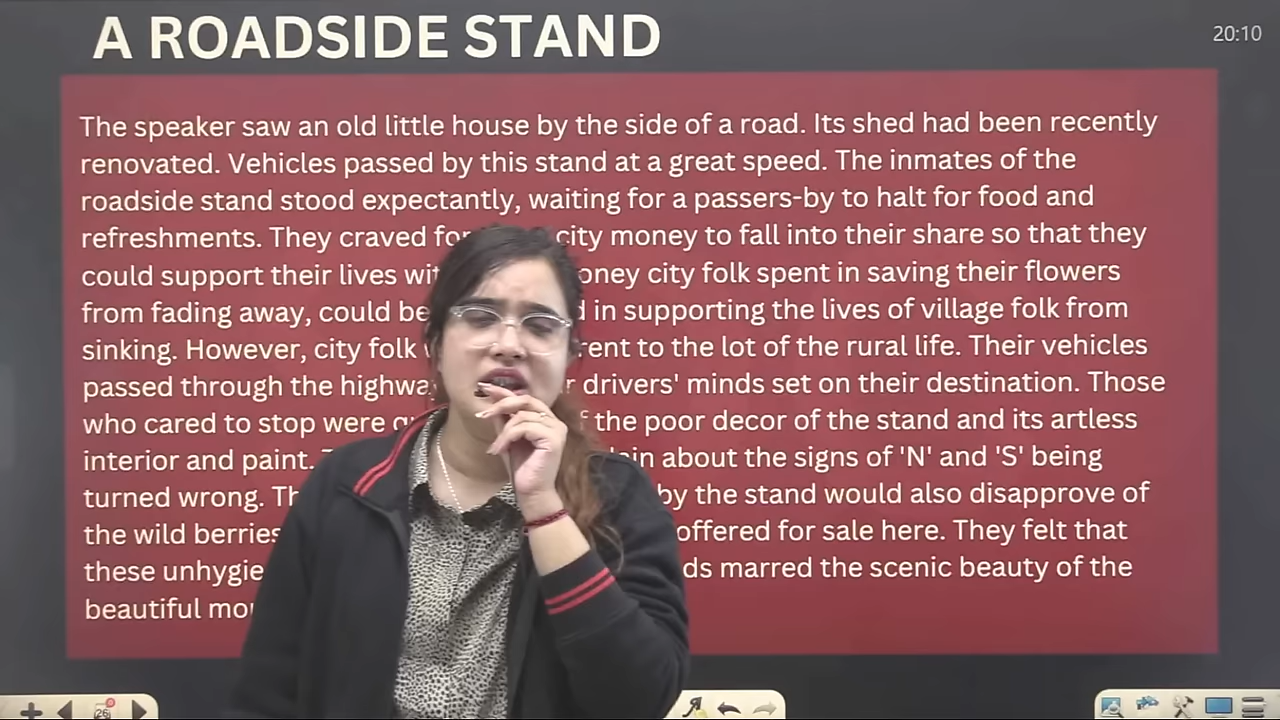 A ROADSIDE STAND
20:10
The speaker saw an old little house by the side of a road. Its shed had been recently
renovated. Vehicles passed by this stand at a great speed. The inmates of the
roadside stand stood expectantly, waiting for a passers-by to halt for food and
refreshments. They craved for city money to fall into their share so that they
could support their lives city folk spent in saving their flowers
from fading away, could be in supporting the lives of village folk from
sinking. However, city folk to the lot of the rural life. Their vehicles
passed through the drivers' minds set on their destination. Those
who cared to stop were the poor decor of the stand and its artless
interior and paint. about the signs of 'N' and 'S' being
turned wrong. by the stand would also disapprove of
the wild berries offered for sale here. They felt that
these marred the scenic beauty of the
beautiful
26